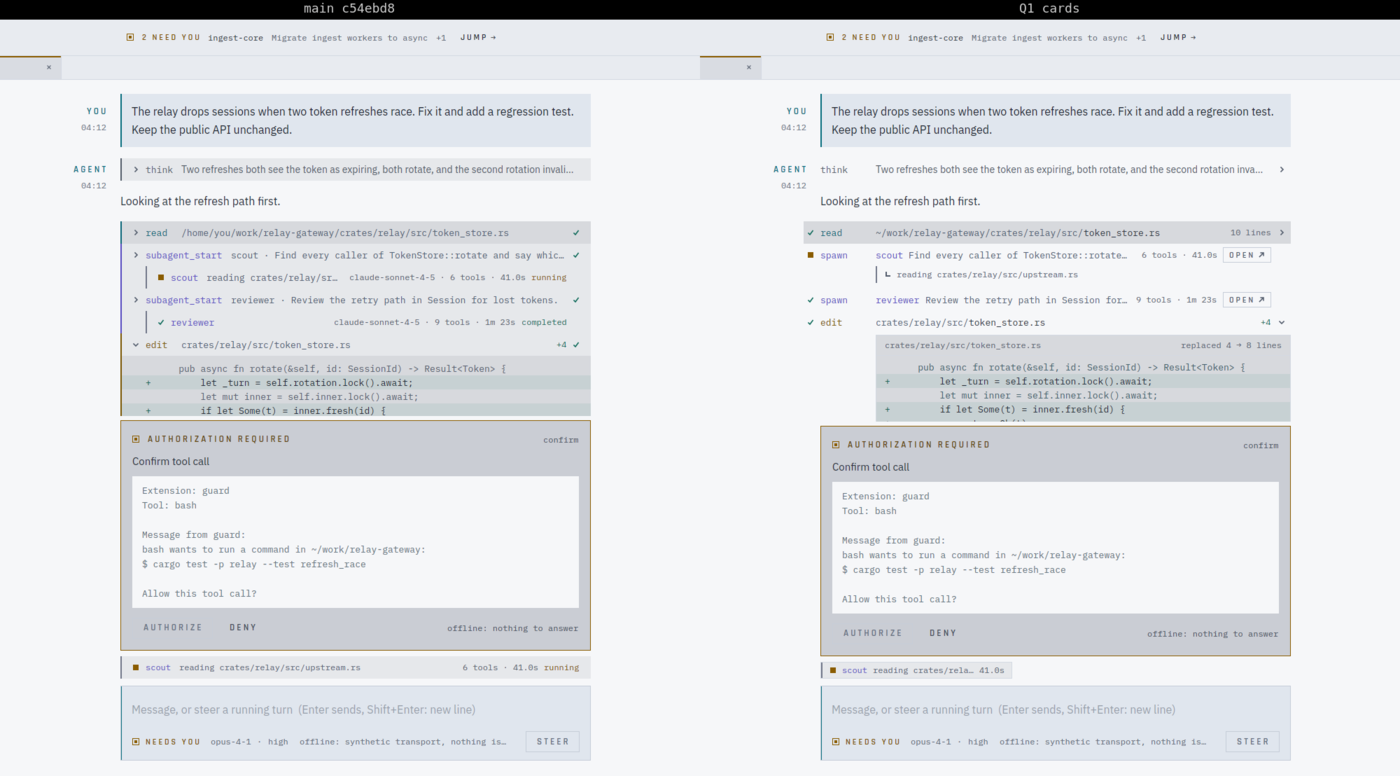 main c54ebd8
2 NEED YOU ingest-core Migrate ingest workers to async +1 JUMP →
×
YOU
04:12
The relay drops sessions when two token refreshes race. Fix it and add a regression test.
Keep the public API unchanged.
AGENT
04:12
› think Two refreshes both see the token as expiring, both rotate, and the second rotation invali…
Looking at the refresh path first.
› read /home/you/work/relay-gateway/crates/relay/src/token_store.rs ✓
› subagent_start scout · Find every caller of TokenStore::rotate and say whic… ✓
scout reading crates/relay/sr… claude-sonnet-4-5 · 6 tools · 41.0s running
› subagent_start reviewer · Review the retry path in Session for lost tokens. ✓
✓ reviewer claude-sonnet-4-5 · 9 tools · 1m 23s completed
edit crates/relay/src/token_store.rs +4 ✓
pub async fn rotate(&self, id: SessionId) -> Result<Token> {
+ let _turn = self.rotation.lock().await;
let mut inner = self.inner.lock().await;
+ if let Some(t) = inner.fresh(id) {
AUTHORIZATION REQUIRED confirm
Confirm tool call
Extension: guard
Tool: bash
Message from guard:
bash wants to run a command in ~/work/relay-gateway:
$ cargo test -p relay --test refresh_race
Allow this tool call?
AUTHORIZE DENY offline: nothing to answer
scout reading crates/relay/src/upstream.rs 6 tools · 41.0s running
Message, or steer a running turn (Enter sends, Shift+Enter: new line)
NEEDS YOU opus-4-1 · high offline: synthetic transport, nothing is… STEER
Q1 cards
2 NEED YOU ingest-core Migrate ingest workers to async +1 JUMP →
×
YOU
04:12
The relay drops sessions when two token refreshes race. Fix it and add a regression test.
Keep the public API unchanged.
AGENT
04:12
think Two refreshes both see the token as expiring, both rotate, and the second rotation inva… ›
Looking at the refresh path first.
✓ read ~/work/relay-gateway/crates/relay/src/token_store.rs 10 lines ›
spawn scout Find every caller of TokenStore::rotate… 6 tools · 41.0s OPEN ↗
reading crates/relay/src/upstream.rs
✓ spawn reviewer Review the retry path in Session for… 9 tools · 1m 23s OPEN ↗
✓ edit crates/relay/src/token_store.rs +4
crates/relay/src/token_store.rs replaced 4 → 8 lines
pub async fn rotate(&self, id: SessionId) -> Result<Token> {
+ let _turn = self.rotation.lock().await;
let mut inner = self.inner.lock().await;
+ if let Some(t) = inner.fresh(id) {
AUTHORIZATION REQUIRED confirm
Confirm tool call
Extension: guard
Tool: bash
Message from guard:
bash wants to run a command in ~/work/relay-gateway:
$ cargo test -p relay --test refresh_race
Allow this tool call?
AUTHORIZE DENY offline: nothing to answer
scout reading crates/rela… 41.0s
Message, or steer a running turn (Enter sends, Shift+Enter: new line)
NEEDS YOU opus-4-1 · high offline: synthetic transport, nothing is… STEER